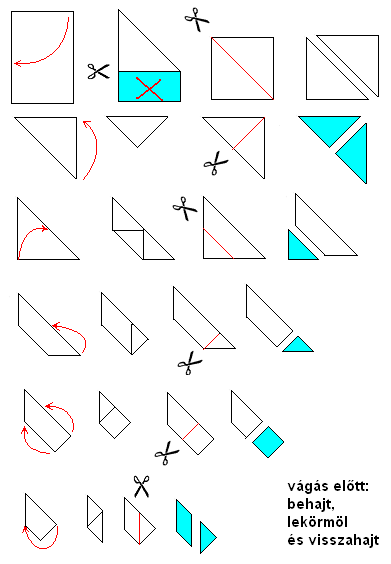 vágás előtt:
behajt,
lekörmöl
és visszahajt